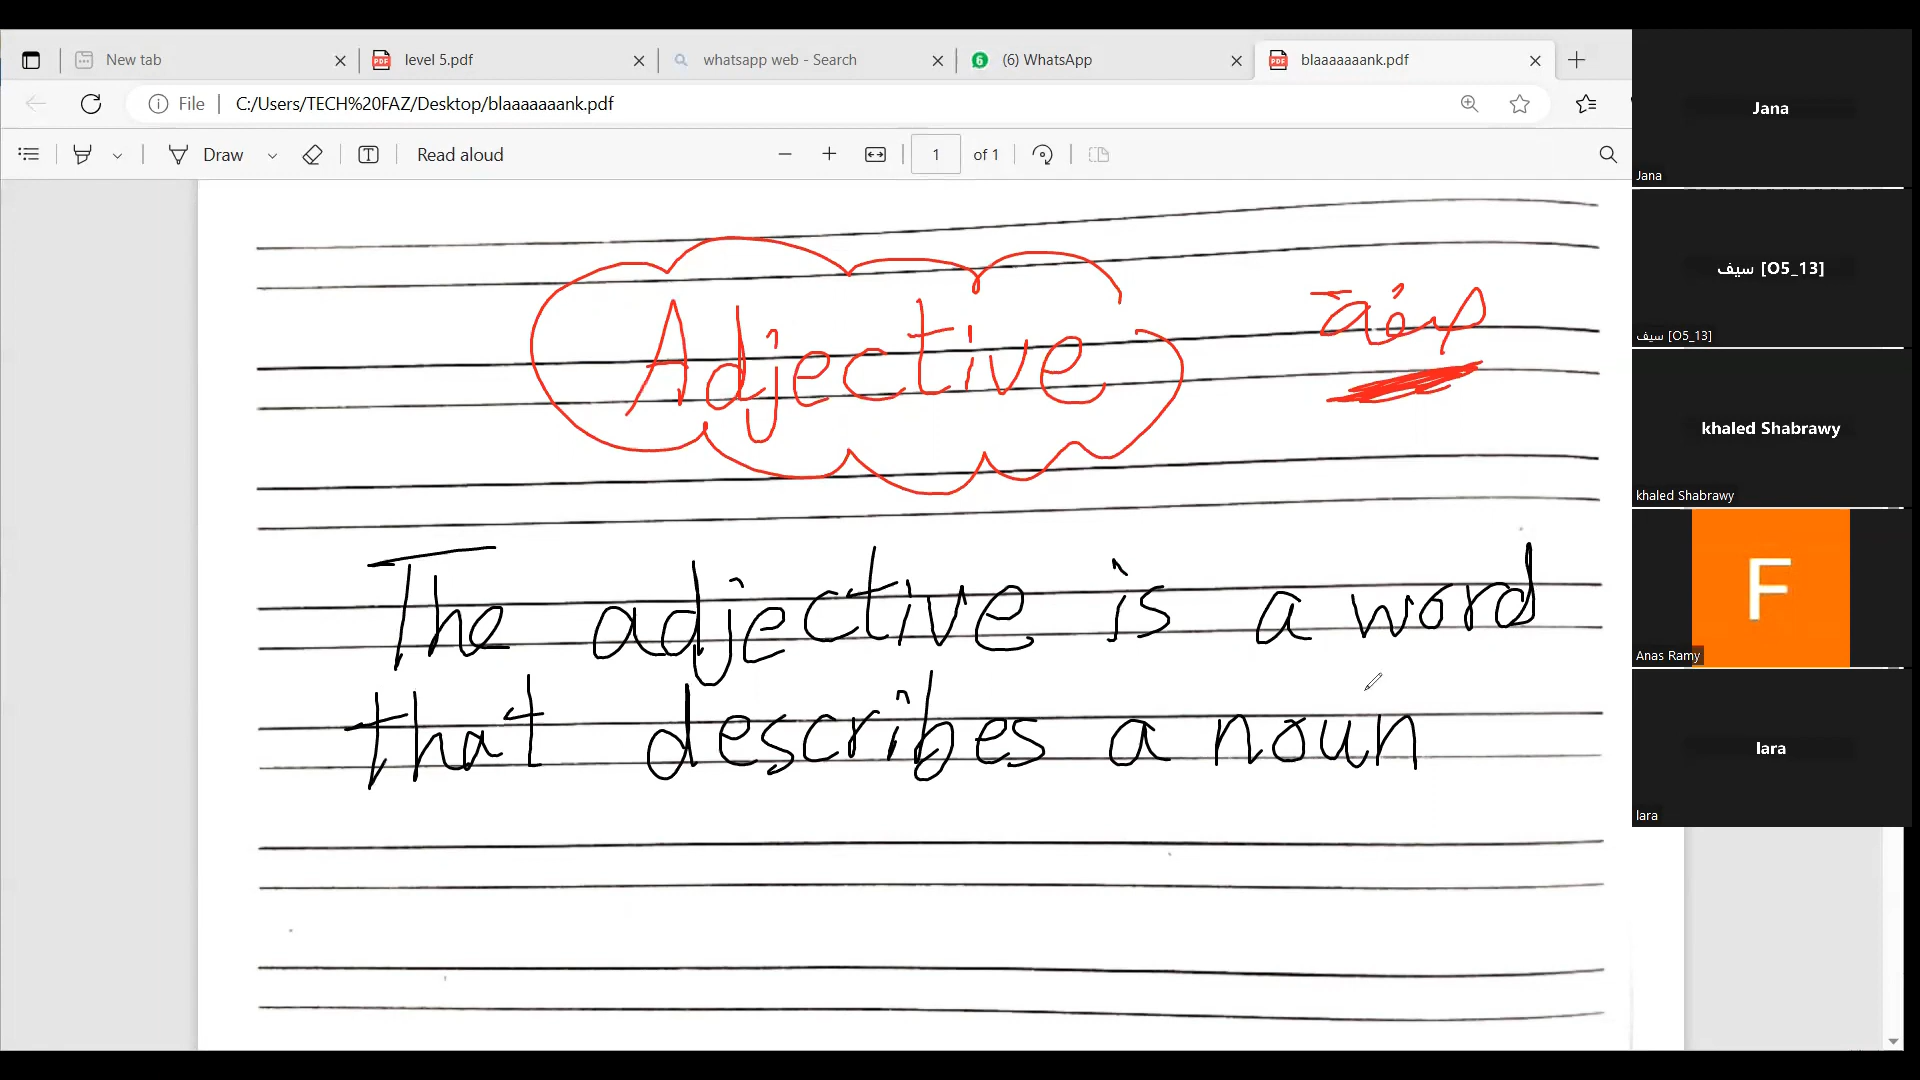 New tab
level 5.pdf
whatsapp web - Search
(6) WhatsApp
blaaaaaaank.pdf
File C:/Users/TECH%20FAZ/Desktop/blaaaaaaank.pdf
Draw Read aloud 1 of 1
Adjective صفة
The adjective is a word
that describes a noun
Jana
Jana
سيف [O5_13]
سيف [O5_13]
khaled Shabrawy
khaled Shabrawy
F
Anas Ramy
lara
lara